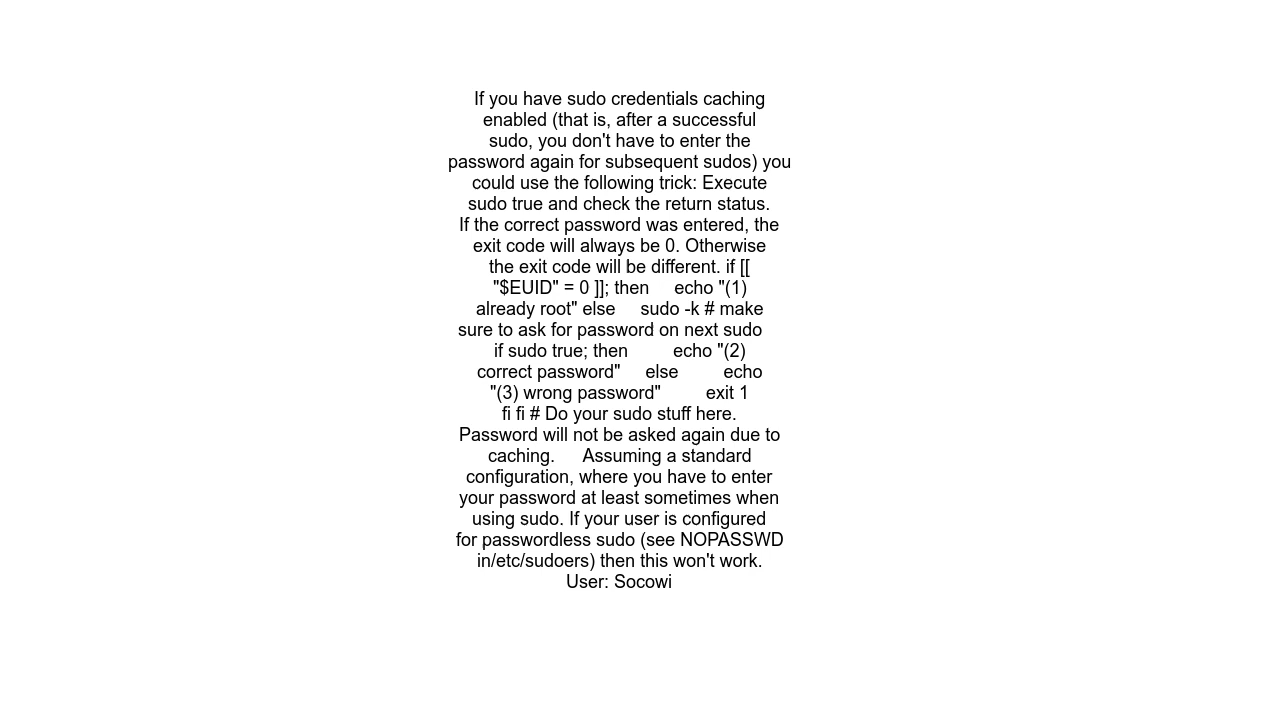 If you have sudo credentials caching
enabled (that is, after a successful
sudo, you don't have to enter the
password again for subsequent sudos) you
could use the following trick: Execute
sudo true and check the return status.
If the correct password was entered, the
exit code will always be 0. Otherwise
the exit code will be different. if [[
"$EUID" = 0 ]]; then     echo "(1)
already root" else     sudo -k # make
sure to ask for password on next sudo
if sudo true; then         echo "(2)
correct password"     else         echo
"(3) wrong password"         exit 1
fi fi # Do your sudo stuff here.
Password will not be asked again due to
caching.     Assuming a standard
configuration, where you have to enter
your password at least sometimes when
using sudo. If your user is configured
for passwordless sudo (see NOPASSWD
in/etc/sudoers) then this won't work.
User: Socowi